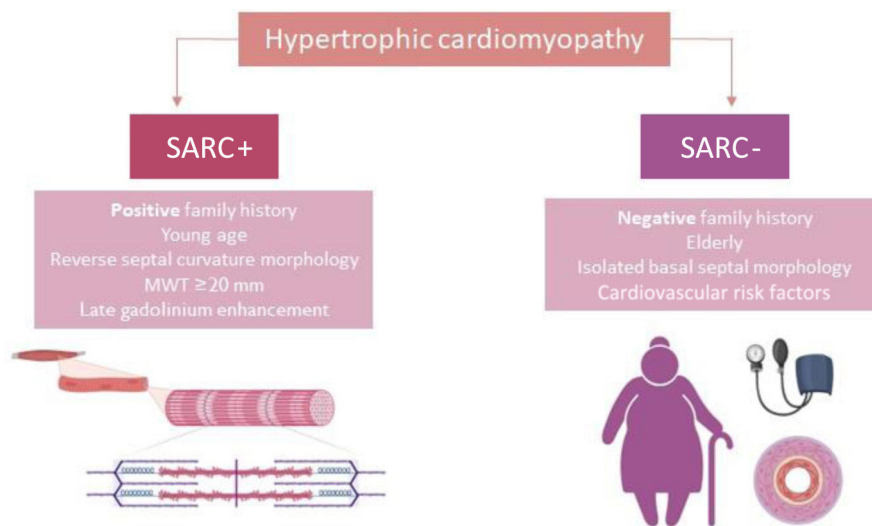 Hypertrophic cardiomyopathy
SARC+
Positive family history
Young age
Reverse septal curvature morphology
MWT ≥20 mm
Late gadolinium enhancement
SARC-
Negative family history
Elderly
Isolated basal septal morphology
Cardiovascular risk factors